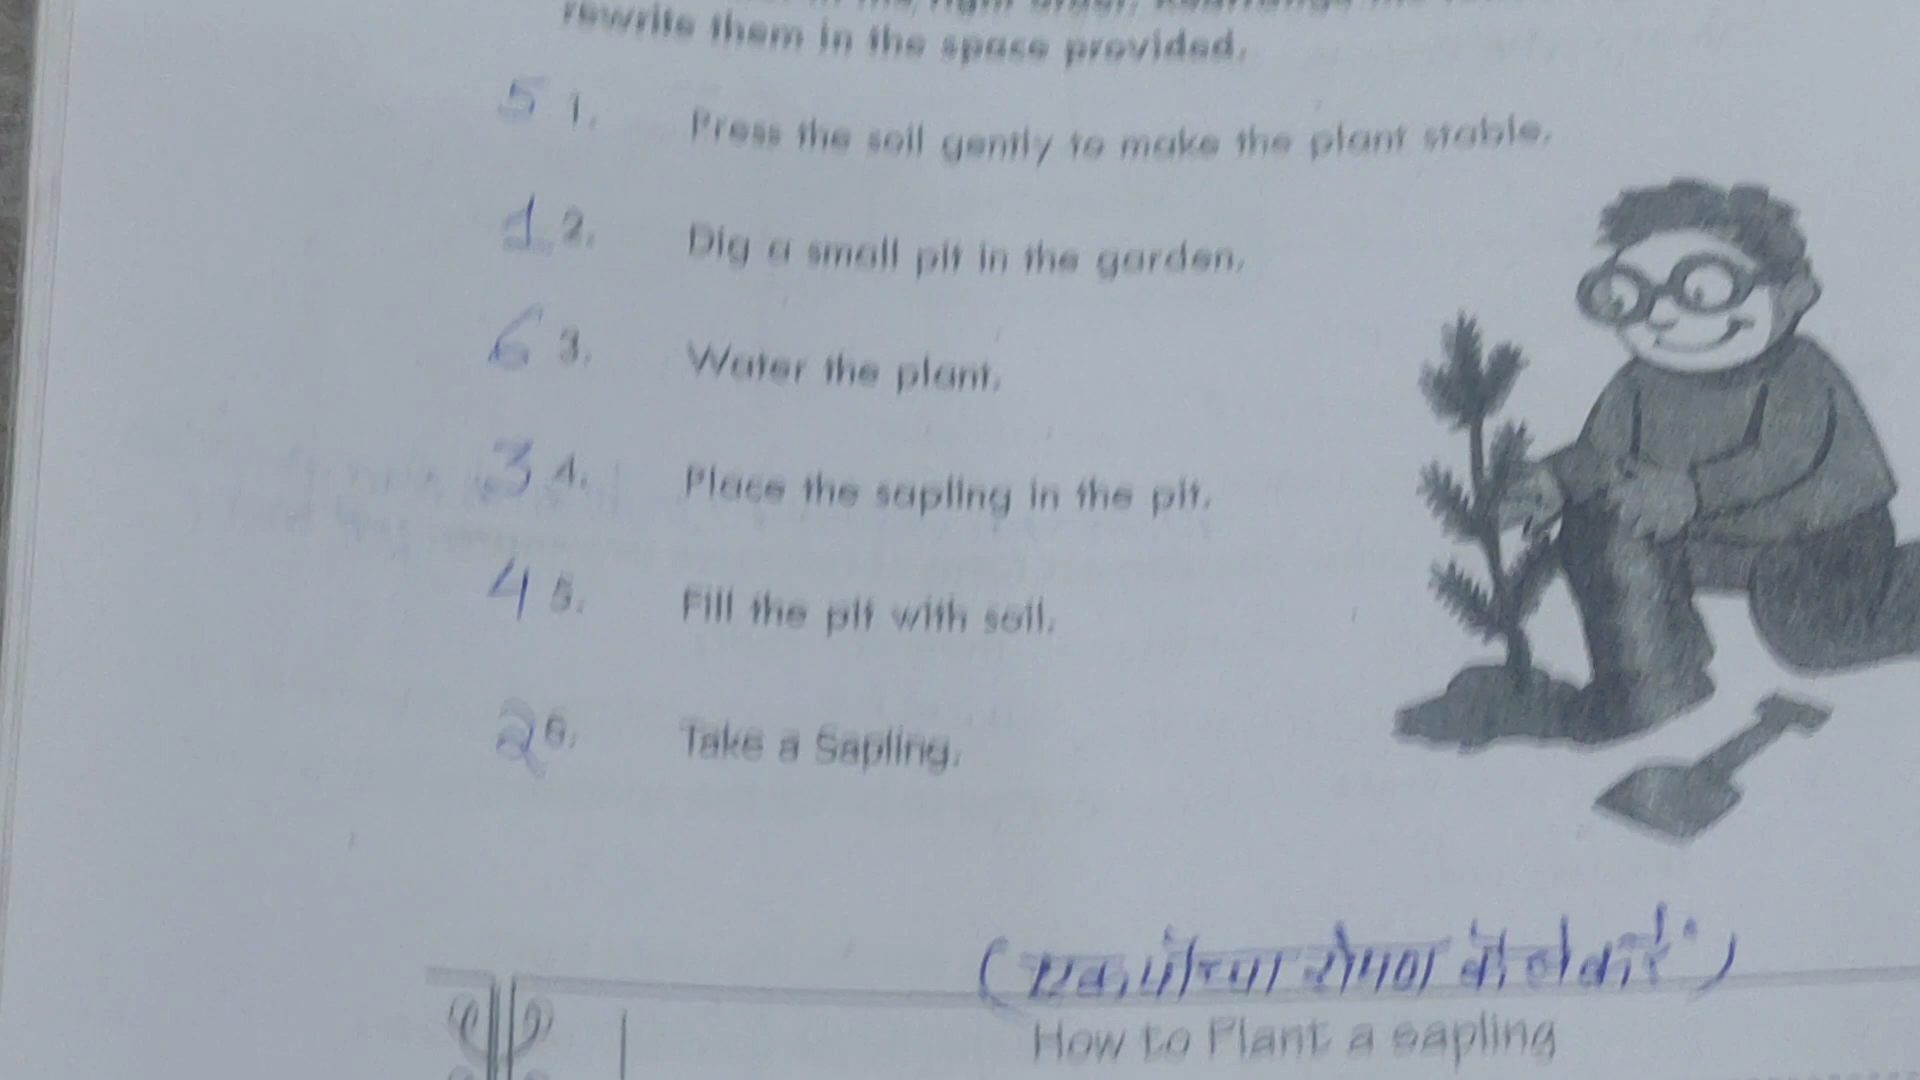 rewrite them in the space provided.
5 1. Press the soil gently to make the plant stable.
1 2. Dig a small pit in the garden.
6 3. Water the plant.
3 4. Place the sapling in the pit.
4 5. Fill the pit with soil.
2 6. Take a Sapling.
How to Plant a sapling